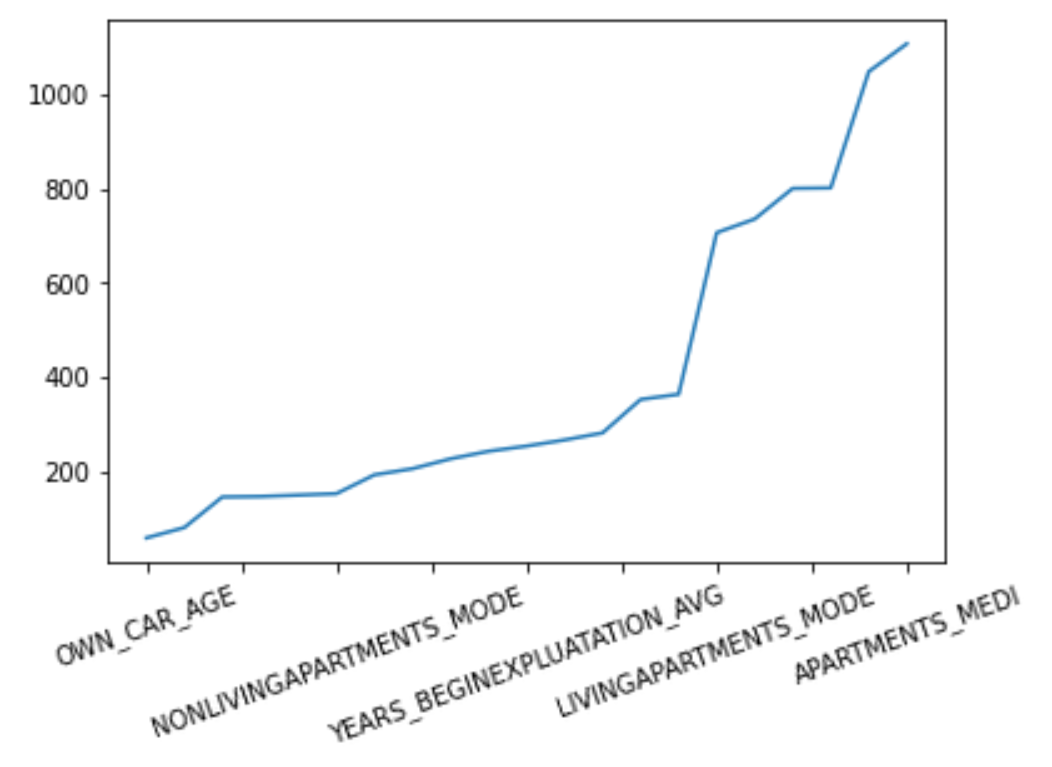 1000
800
600
400
200
OWN_CAR_AGE
NONLIVINGAPARTMENTS_MODE
YEARS_BEGINEXPLUATATION_AVG
LIVINGAPARTMENTS_MODE
APARTMENTS_MEDI